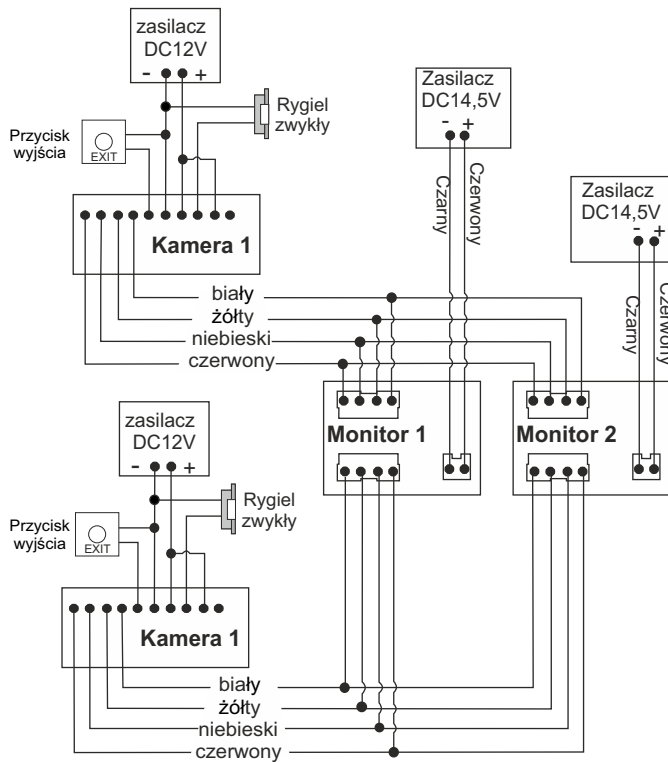 zasilacz
DC12V
- +
Rygiel
zwykły
Przycisk
wyjścia
EXIT
Kamera 1
Zasilacz
DC14,5V
- +
Czarny
Czerwony
Zasilacz
DC14,5V
- +
Czarny
Czerwony
biały
żółty
niebieski
czerwony
Monitor 1
Monitor 2
zasilacz
DC12V
- +
Rygiel
zwykły
Przycisk
wyjścia
EXIT
Kamera 1
biały
żółty
niebieski
czerwony